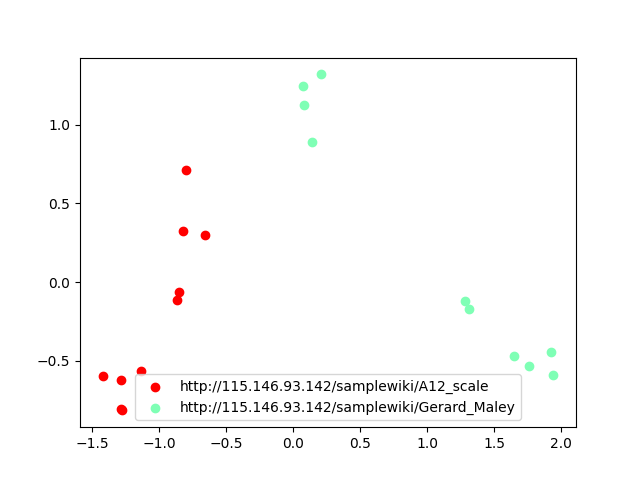 1.0
0.5
0.0
−0.5
http://115.146.93.142/samplewiki/A12_scale
http://115.146.93.142/samplewiki/Gerard_Maley
−1.5 −1.0 −0.5 0.0 0.5 1.0 1.5 2.0